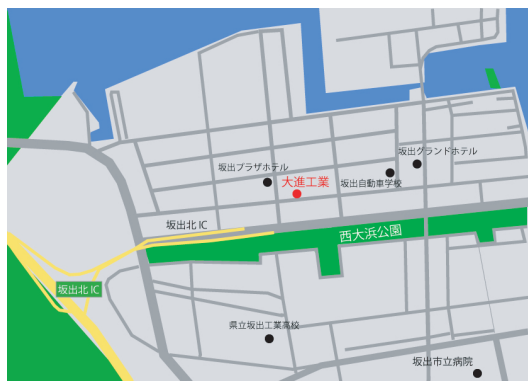 坂出グランドホテル
坂出プラザホテル
大進工業
坂出自動車学校
坂出北 IC
西大浜公園
坂出北 IC
県立坂出工業高校
坂出市立病院